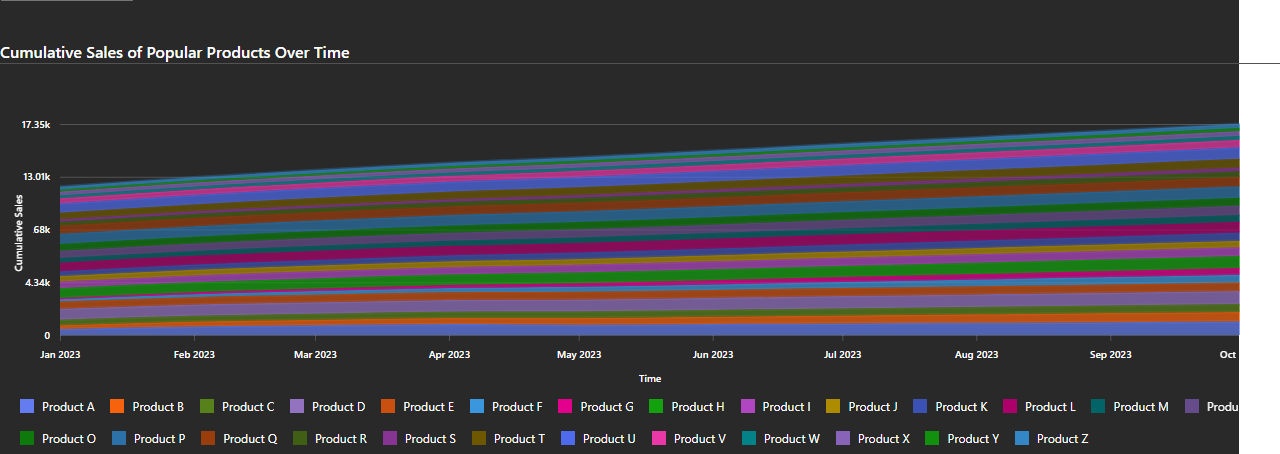 Cumulative Sales of Popular Products Over Time
17.35k
13.01k
68k
4.34k
0
Cumulative Sales
Jan 2023 Feb 2023 Mar 2023 Apr 2023 May 2023 Jun 2023 Jul 2023 Aug 2023 Sep 2023 Oct
Time
Product A Product B Product C Product D Product E Product F Product G Product H Product I Product J Product K Product L Product M Produ
Product O Product P Product Q Product R Product S Product T Product U Product V Product W Product X Product Y Product Z